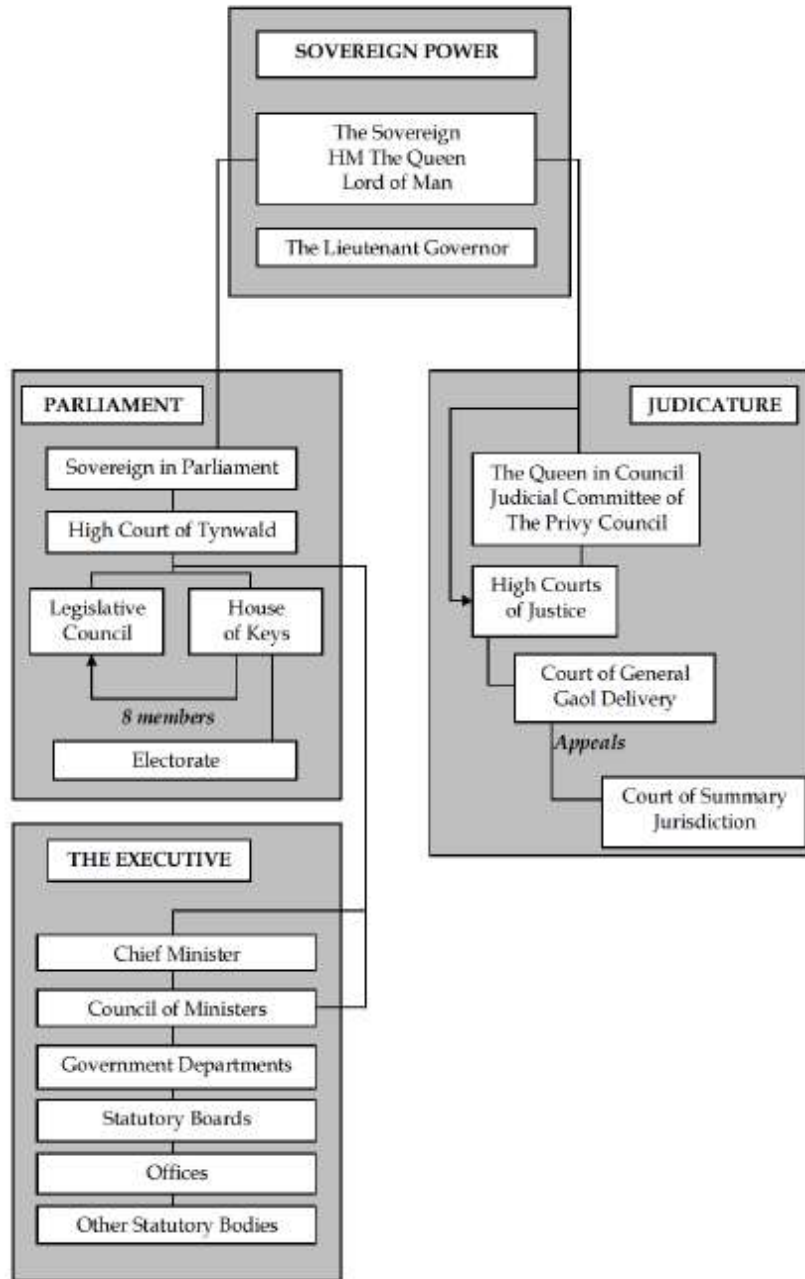 SOVEREIGN POWER
The Sovereign
HM The Queen
Lord of Man
The Lieutenant Governor
PARLIAMENT
Sovereign in Parliament
High Court of Tynwald
Legislative
Council
House
of Keys
8 members
Electorate
THE EXECUTIVE
Chief Minister
Council of Ministers
Government Departments
Statutory Boards
Offices
Other Statutory Bodies
JUDICATURE
The Queen in Council
Judicial Committee of
The Privy Council
High Courts
of Justice
Court of General
Gaol Delivery
Appeals
Court of Summary
Jurisdiction